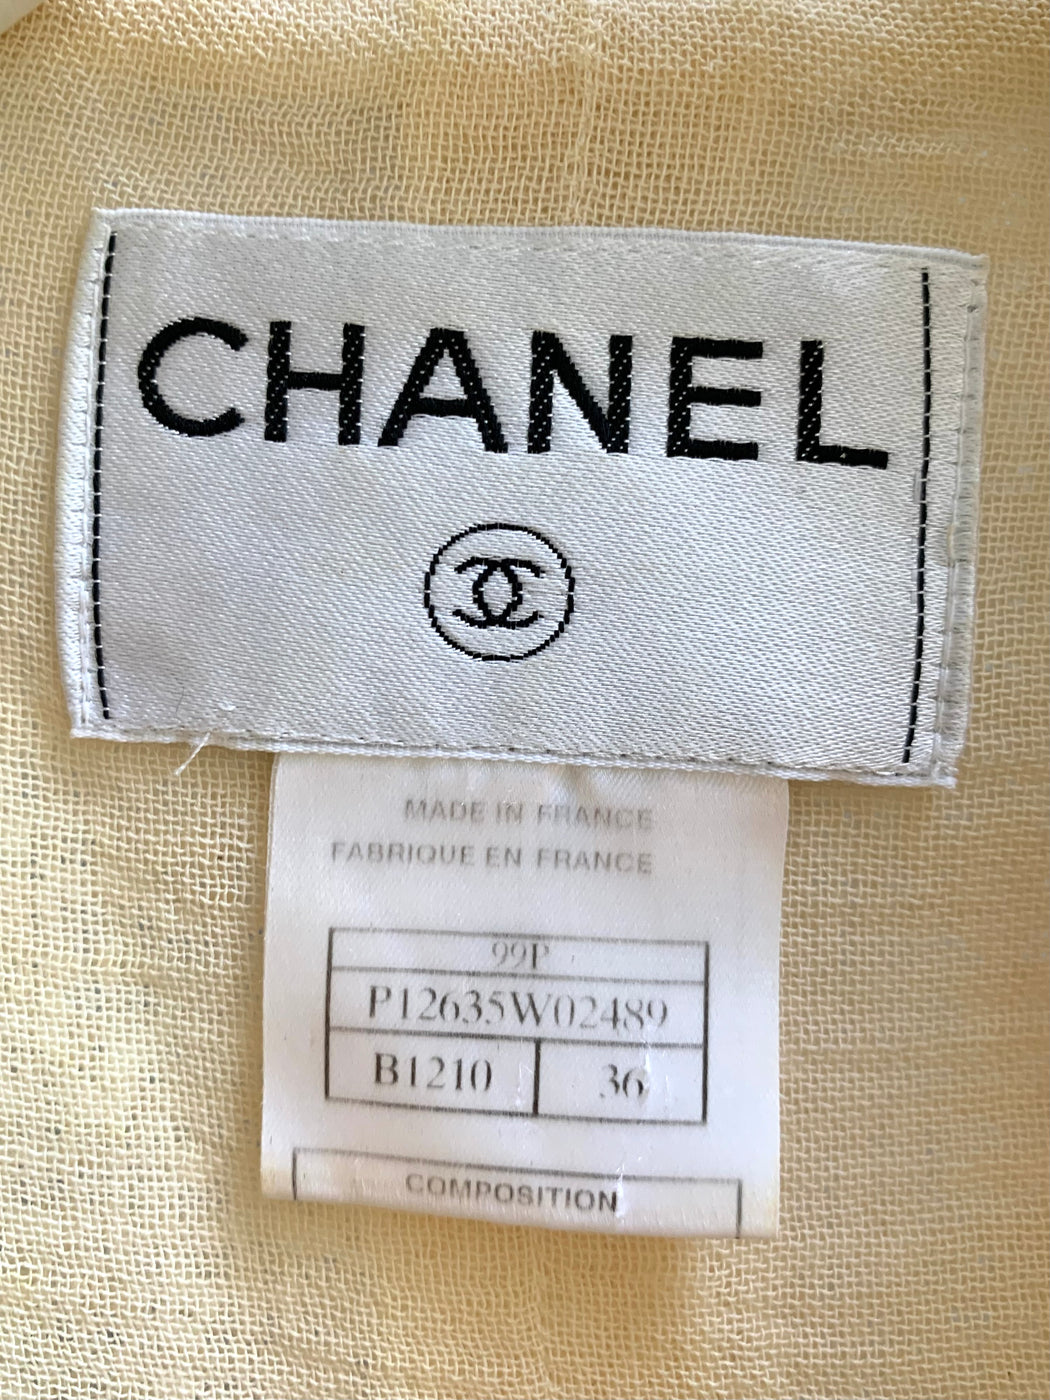 CHANEL
MADE IN FRANCE
FABRIQUE EN FRANCE
99P
P12635W02489
B1210 36
COMPOSITION